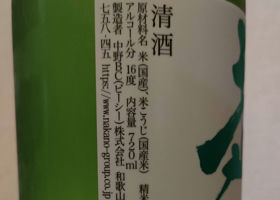 清酒
原材料名 米(国産)、米こうじ(国産米) 精米
アルコール分 16度 内容量 720ml
製造者 中野BC(ビーシー)株式会社 和歌山
七五八-四五 https://www.nakano-group.co.jp